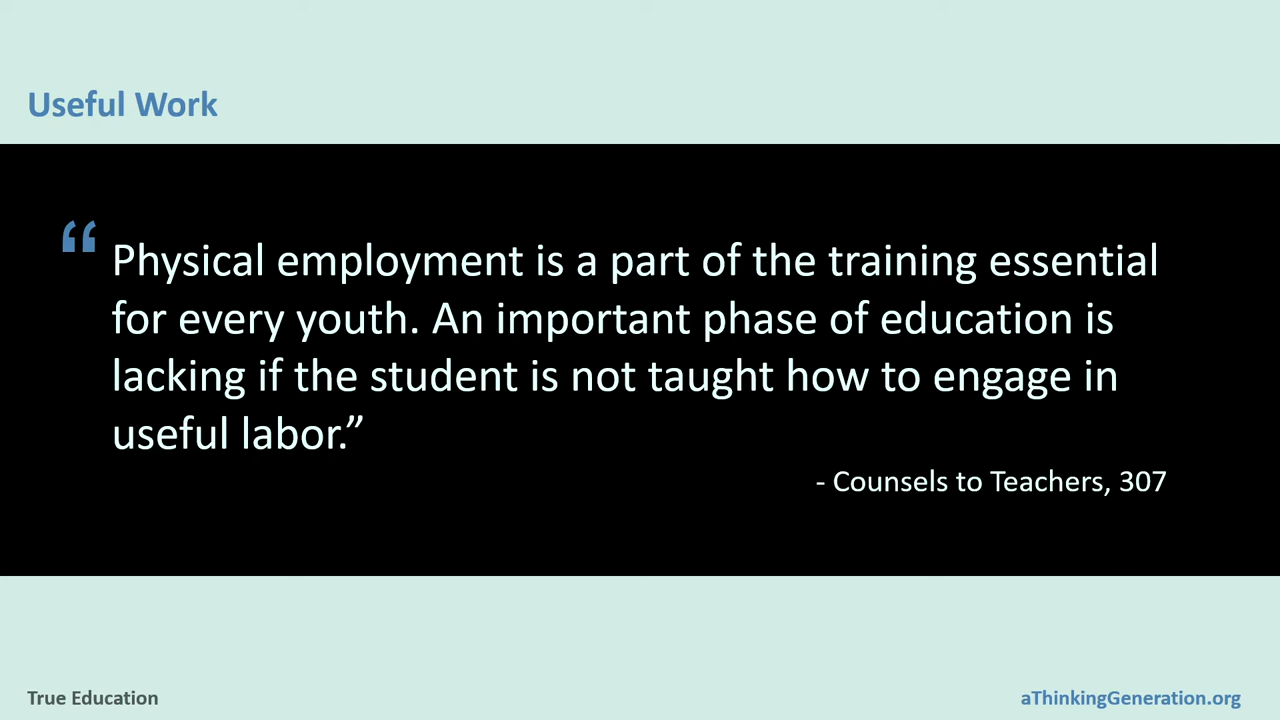 Useful Work
“Physical employment is a part of the training essential
for every youth. An important phase of education is
lacking if the student is not taught how to engage in
useful labor.”
- Counsels to Teachers, 307
True Education
aThinkingGeneration.org